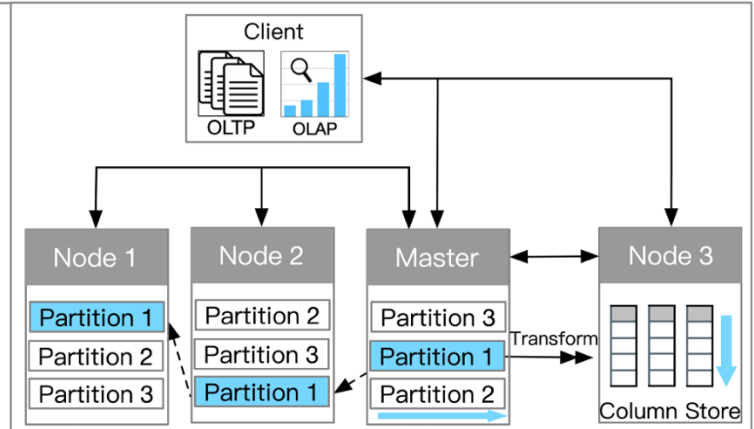 Client
OLTP
OLAP
Node 1
Partition 1
Partition 2
Partition 3
Node 2
Partition 2
Partition 3
Partition 1
Master
Partition 3
Partition 1
Partition 2
Transform
Node 3
Column Store